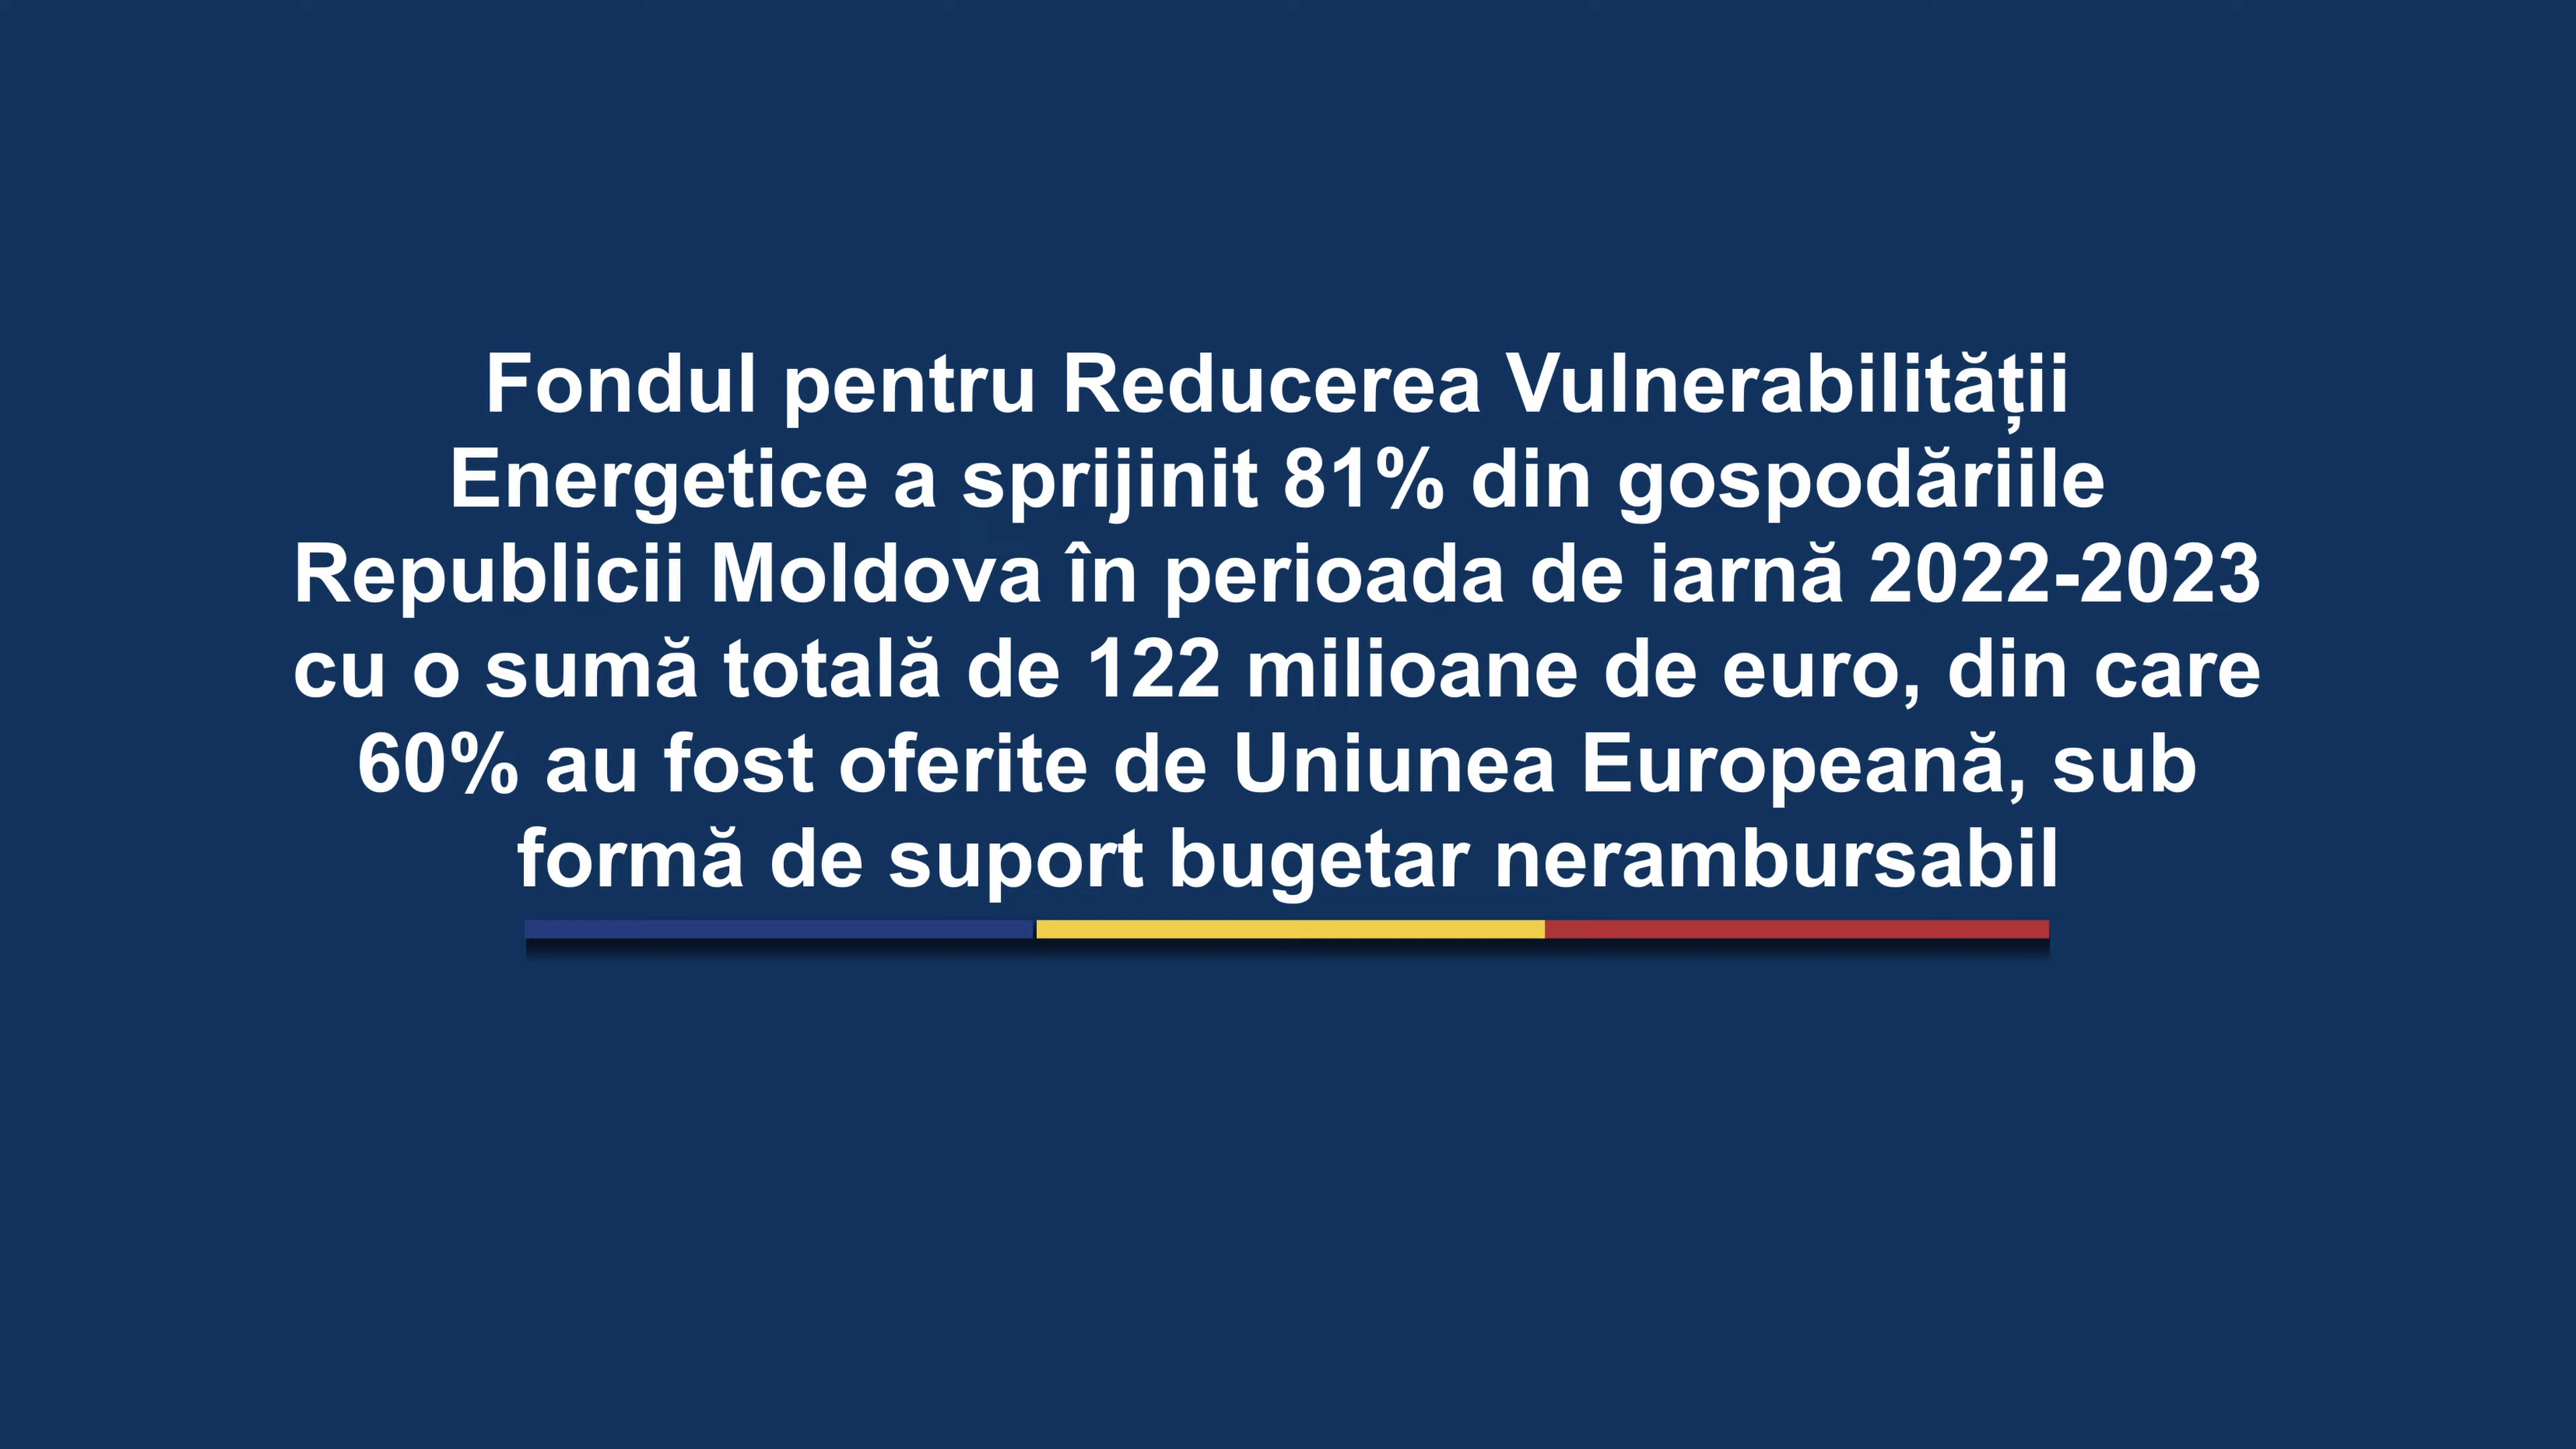 Fondul pentru Reducerea Vulnerabilității
Energetice a sprijinit 81% din gospodăriile
Republicii Moldova în perioada de iarnă 2022-2023
cu o sumă totală de 122 milioane de euro, din care
60% au fost oferite de Uniunea Europeană, sub
formă de suport bugetar nerambursabil